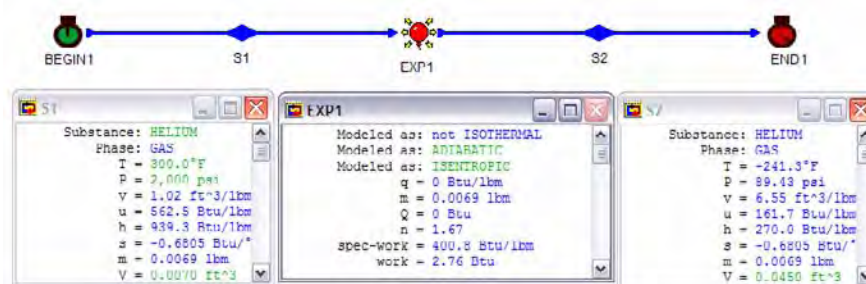 BEGIN1
S1
EXP1
S2
END1
S1
Substance: HELIUM
Phase: GAS
T = 300.0°F
P = 2,000 psi
v = 1.02 ft^3/lbm
u = 562.5 Btu/lbm
h = 939.3 Btu/lbm
s = -0.6805 Btu/°
m = 0.0069 lbm
V = 0.0070 ft^3
EXP1
Modeled as: not ISOTHERMAL
Modeled as: ADIABATIC
Modeled as: ISENTROPIC
q = 0 Btu/lbm
m = 0.0069 lbm
Q = 0 Btu
n = 1.67
spec-work = 400.8 Btu/lbm
work = 2.76 Btu
S2
Substance: HELIUM
Phase: GAS
T = -241.3°F
P = 89.43 psi
v = 6.55 ft^3/lbm
u = 161.7 Btu/lbm
h = 270.0 Btu/lbm
s = -0.6805 Btu/°
m = 0.0069 lbm
V = 0.0450 ft^3